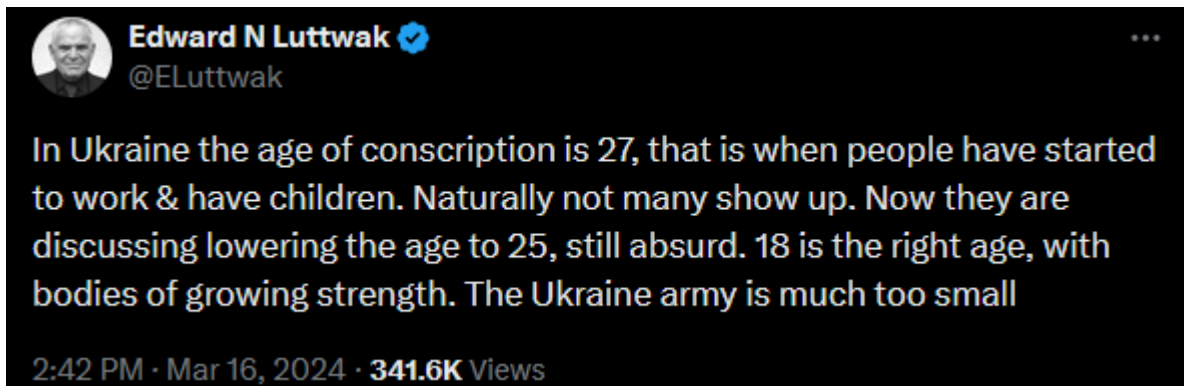 Edward N Luttwak
@ELuttwak
In Ukraine the age of conscription is 27, that is when people have started
to work & have children. Naturally not many show up. Now they are
discussing lowering the age to 25, still absurd. 18 is the right age, with
bodies of growing strength. The Ukraine army is much too small
2:42 PM · Mar 16, 2024 · 341.6K Views